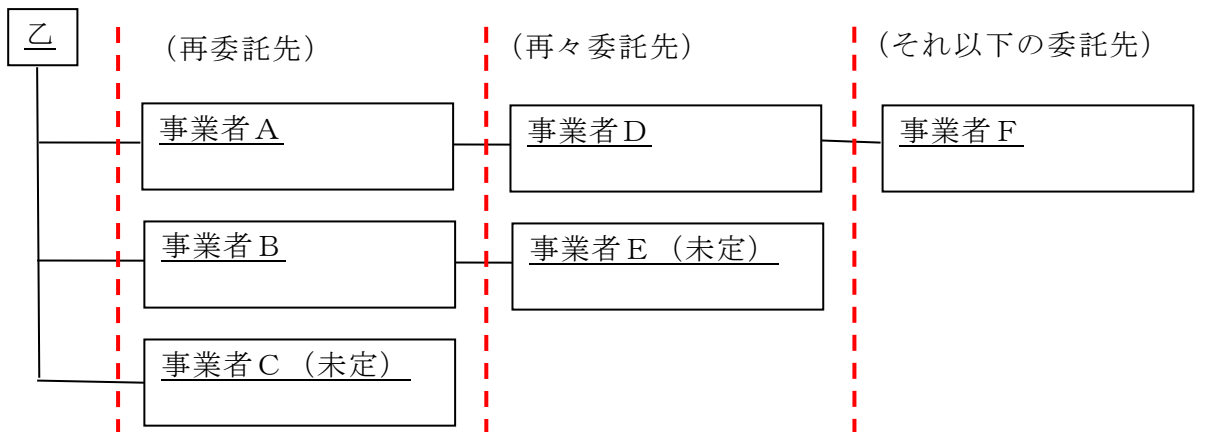 乙
(再委託先)
(再々委託先)
(それ以下の委託先)
事業者A
事業者D
事業者F
事業者B
事業者E (未定)
事業者C (未定)